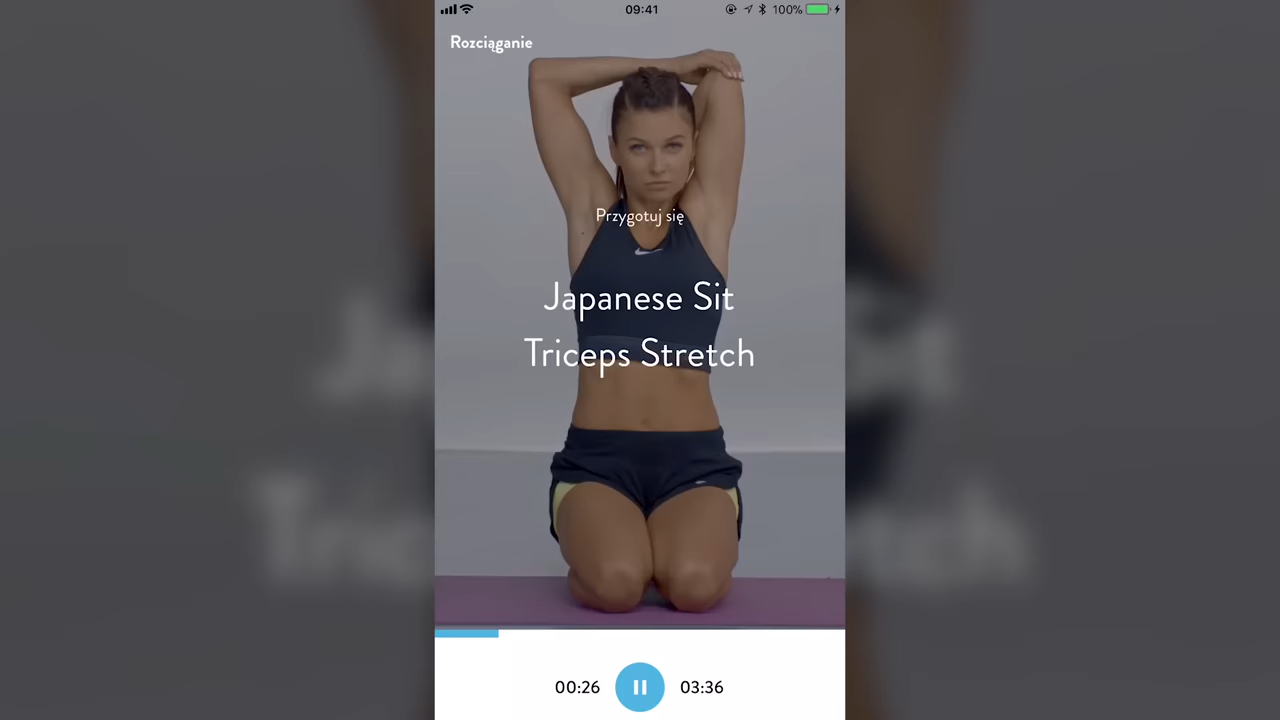 09:41
100%
Rozciąganie
Przygotuj się
Japanese Sit
Triceps Stretch
00:26
03:36